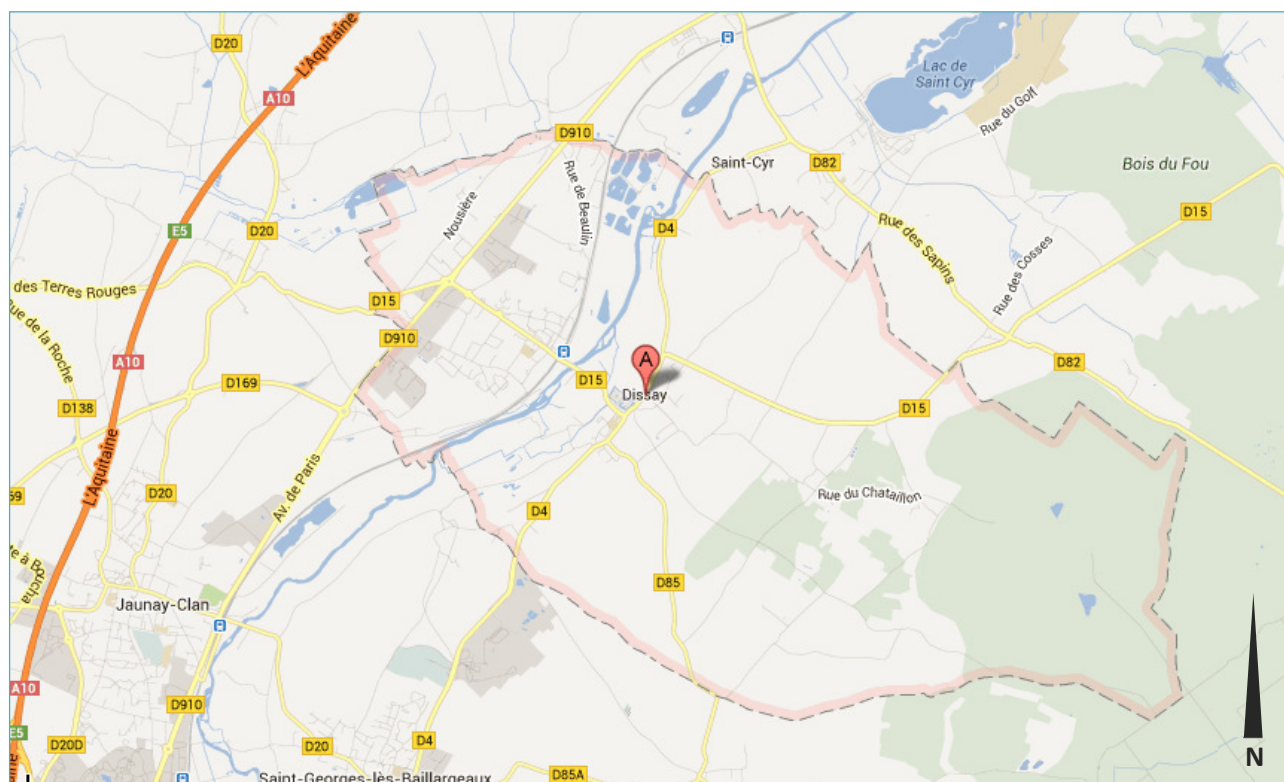 L'Aquitaine
D20
A10
D910
Lac de
Saint Cyr
Rue du Golf
Saint-Cyr
D82
Bois du Fou
Rue de Beaulin
Nousière
D4
D15
E5
D20
Rue des Sapins
Rue des Cosses
des Terres Rouges
D15
Rue de la Roche
D910
A10
D169
D15
A
Dissay
D82
D15
D138
L'Aquitaine
Av. de Paris
D20
Rue du Chataillon
D4
D85
Jaunay-Clan
A10
D910
E5
D20D
D20
D4
D85A
Saint-Georges-lès-Baillargeaux
N